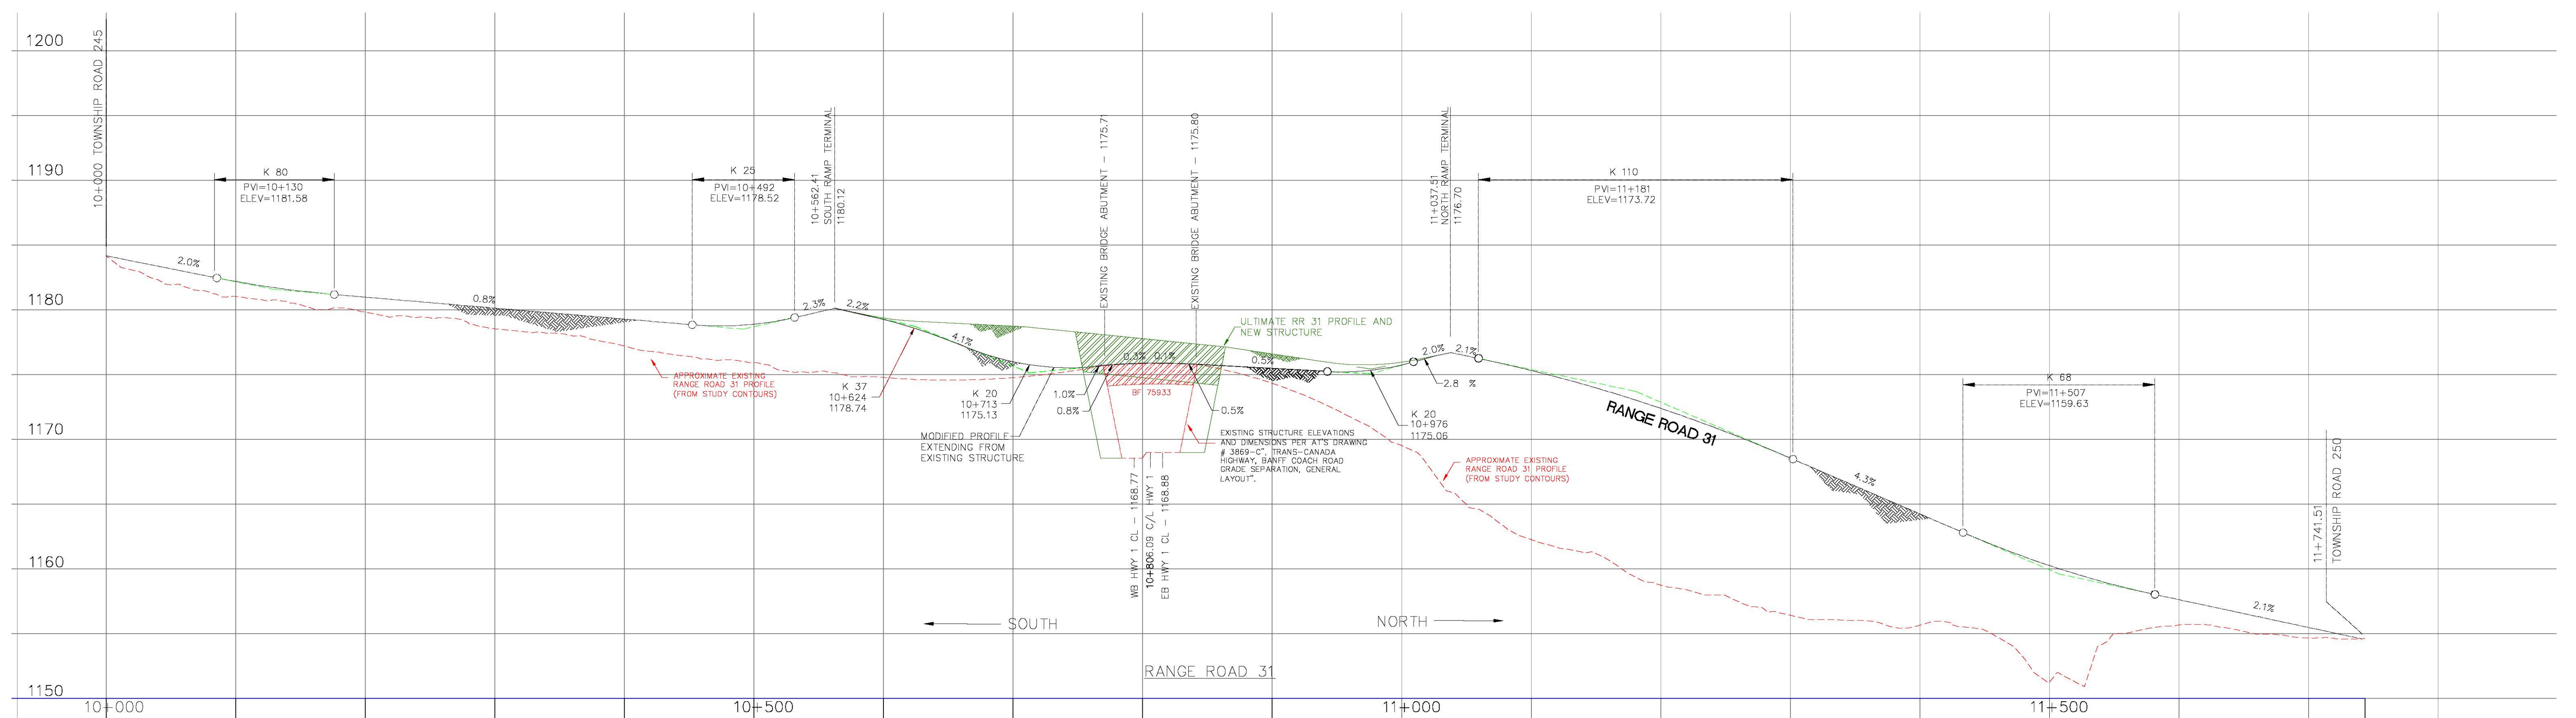 1200
1190
1180
1170
1160
1150
10+000 TOWNSHIP ROAD 245
K 80
PVI=10+130
ELEV=1181.58
2.0%
0.8%
K 25
PVI=10+492
ELEV=1178.52
10+562.41
SOUTH RAMP TERMINAL
1180.12
2.3%
2.2%
4.1%
APPROXIMATE EXISTING
RANGE ROAD 31 PROFILE
(FROM STUDY CONTOURS)
K 37
10+624
1178.74
K 20
10+713
1175.13
MODIFIED PROFILE
EXTENDING FROM
EXISTING STRUCTURE
1.0%
0.8%
EXISTING BRIDGE ABUTMENT - 1175.71
EXISTING BRIDGE ABUTMENT - 1175.80
0.3%
0.1%
0.5%
BF 75933
ULTIMATE RR 31 PROFILE AND
NEW STRUCTURE
0.5%
EXISTING STRUCTURE ELEVATIONS
AND DIMENSIONS PER AT'S DRAWING
# 3869-C", TRANS-CANADA
HIGHWAY, BANFF COACH ROAD
GRADE SEPARATION, GENERAL
LAYOUT".
WB HWY 1 CL - 1168.77
10+806.09 C/L HWY 1
EB HWY 1 CL - 1168.88
K 20
10+976
1175.06
11+037.51
NORTH RAMP TERMINAL
1176.70
2.0%
2.1%
2.8 %
K 110
PVI=11+181
ELEV=1173.72
RANGE ROAD 31
APPROXIMATE EXISTING
RANGE ROAD 31 PROFILE
(FROM STUDY CONTOURS)
4.3%
K 68
PVI=11+507
ELEV=1159.63
2.1%
11+741.51
TOWNSHIP ROAD 250
SOUTH
NORTH
RANGE ROAD 31
10+000
10+500
11+000
11+500